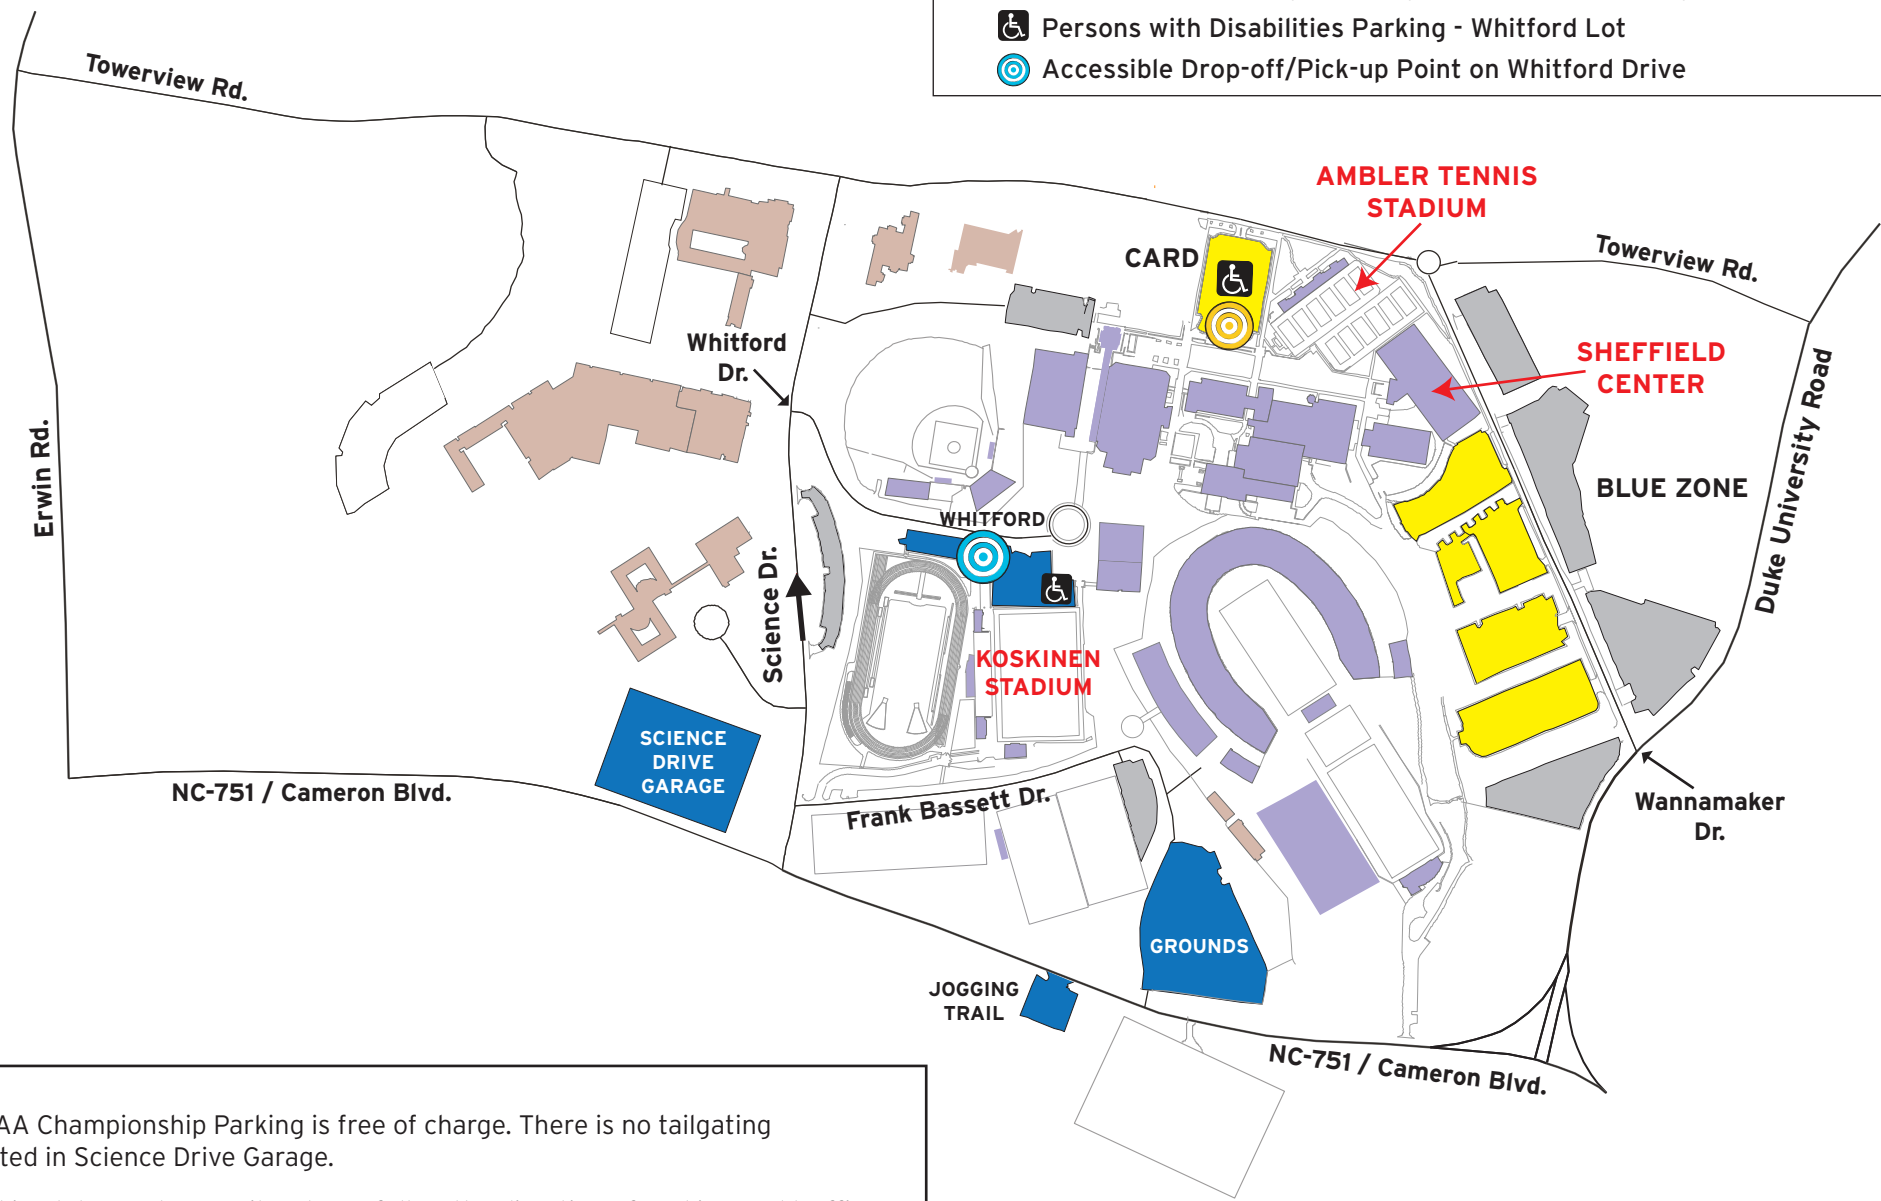 Persons with Disabilities Parking - Whitford Lot
Accessible Drop-off/Pick-up Point on Whitford Drive
Towerview Rd.
AMBLER TENNIS
STADIUM
CARD
Towerview Rd.
Whitford
Dr.
SHEFFIELD
CENTER
Erwin Rd.
Duke University Road
BLUE ZONE
WHITFORD
Science Dr.
KOSKINEN
STADIUM
SCIENCE
DRIVE
GARAGE
NC-751 / Cameron Blvd.
Frank Bassett Dr.
Wannamaker
Dr.
GROUNDS
JOGGING
TRAIL
NC-751 / Cameron Blvd.
AA Championship Parking is free of charge. There is no tailgating
ted in Science Drive Garage.